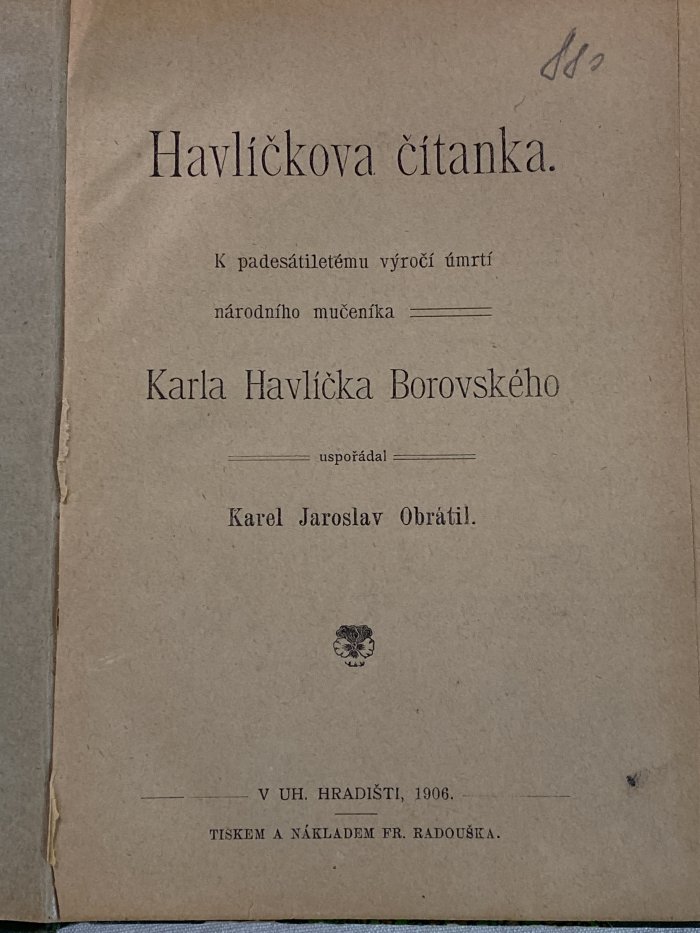 Havlíčkova čítanka.
K padesátiletému výročí úmrtí
národního mučeníka
Karla Havlíčka Borovského
uspořádal
Karel Jaroslav Obrátil.
V UH. HRADIŠTI, 1906.
TISKEM A NÁKLADEM FR. RADOUŠKA.